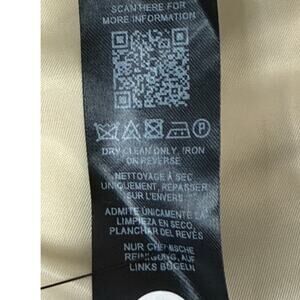 SCAN HERE FOR
MORE INFORMATION
DRY CLEAN ONLY, IRON
ON REVERSE
NETTOYAGE À SEC
UNIQUEMENT, REPASSER
SUR L'ENVERS
ADMITE ÚNICAMENTE LA
LIMPIEZA EN SECO,
PLANCHAR DEL REVÉS
NUR CHEMISCHE
REINIGUNG, AUF
LINKS BÜGELN